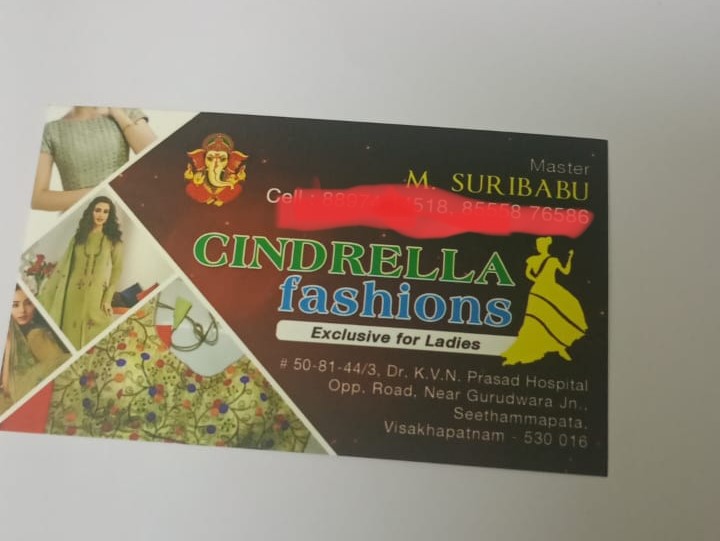 Master
M. SURIBABU
Cell :
CINDRELLA
fashions
Exclusive for Ladies
# 50-81-44/3, Dr. K.V.N. Prasad Hospital
Opp. Road, Near Gurudwara Jn.,
Seethammapata,
Visakhapatnam - 530 016